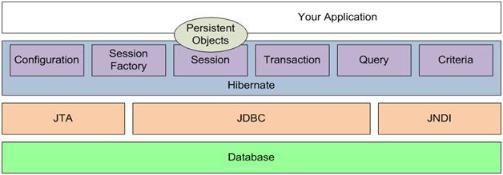 Your Application
Persistent
Objects
Configuration
Session
Factory
Session
Transaction
Query
Criteria
Hibernate
JTA
JDBC
JNDI
Database